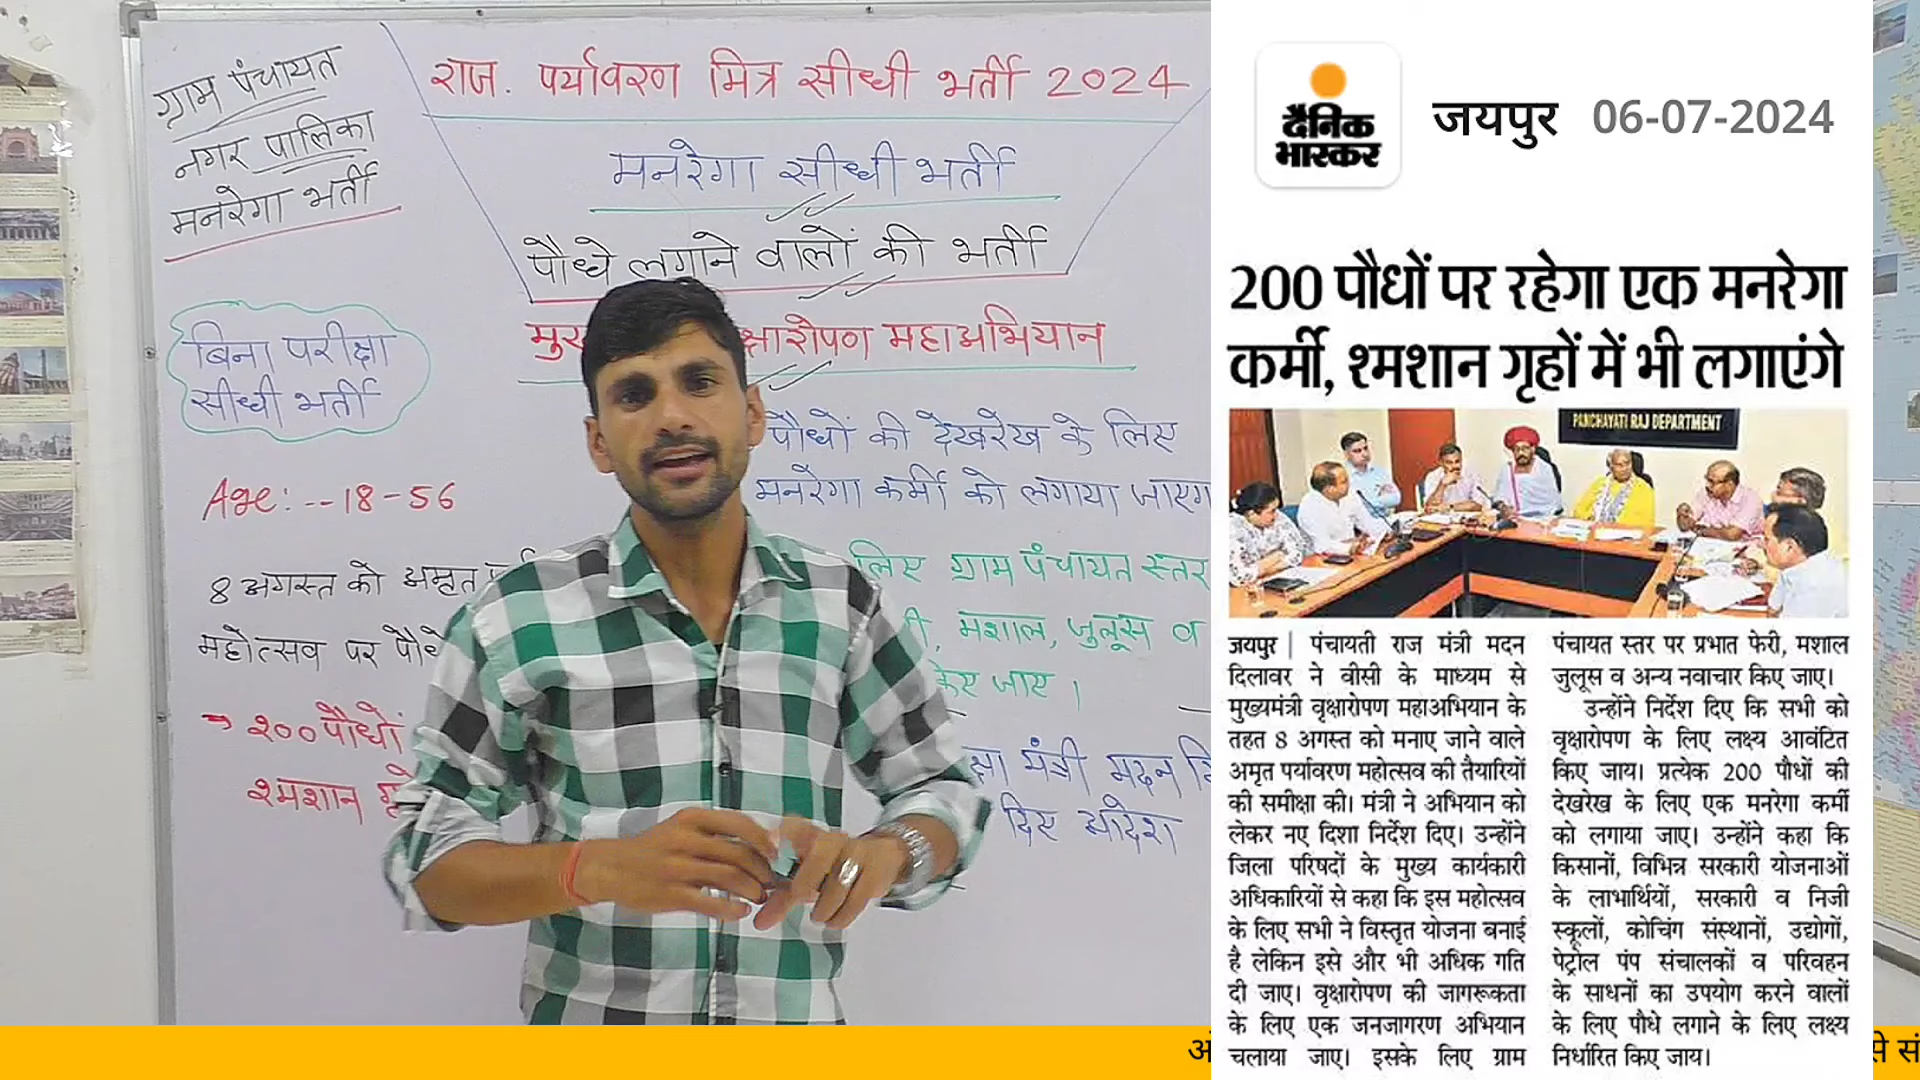 ग्राम पंचायत
नगर पालिका
मनरेगा भर्ती
राज. पर्यावरण मित्र सीधी भर्ती 2024
मनरेगा सीधी भर्ती
पौधे लगाने वालों की भर्ती
महाअभियान
बिना परीक्षा
सीधी भर्ती
Age: -- 18-56
8 अगस्त को अमृत
महोत्सव पर
→ २०० पौधों
श्मशान
पौधों की देखरेख के लिए
मनरेगा कर्मी को लगाया
लिए ग्राम पंचायत स्तर
मशाल, जुलूस व
जाए ।
मंत्री मदन
दिए आदेश
दैनिक
भास्कर
जयपुर 06-07-2024
200 पौधों पर रहेगा एक मनरेगा
कर्मी, श्मशान गृहों में भी लगाएंगे
PANCHAYATI RAJ DEPARTMENT
जयपुर | पंचायती राज मंत्री मदन
दिलावर ने वीसी के माध्यम से
मुख्यमंत्री वृक्षारोपण महाअभियान के
तहत 8 अगस्त को मनाए जाने वाले
अमृत पर्यावरण महोत्सव की तैयारियों
की समीक्षा की। मंत्री ने अभियान को
लेकर नए दिशा निर्देश दिए। उन्होंने
जिला परिषदों के मुख्य कार्यकारी
अधिकारियों से कहा कि इस महोत्सव
के लिए सभी ने विस्तृत योजना बनाई
है लेकिन इसे और भी अधिक गति
दी जाए। वृक्षारोपण की जागरूकता
के लिए एक जनजागरण अभियान
चलाया जाए। इसके लिए ग्राम
पंचायत स्तर पर प्रभात फेरी, मशाल
जुलूस व अन्य नवाचार किए जाए।
उन्होंने निर्देश दिए कि सभी को
वृक्षारोपण के लिए लक्ष्य आवंटित
किए जाय। प्रत्येक 200 पौधों की
देखरेख के लिए एक मनरेगा कर्मी
को लगाया जाए। उन्होंने कहा कि
किसानों, विभिन्न सरकारी योजनाओं
के लाभार्थियों, सरकारी व निजी
स्कूलों, कोचिंग संस्थानों, उद्योगों,
पेट्रोल पंप संचालकों व परिवहन
के साधनों का उपयोग करने वालों
के लिए पौधे लगाने के लिए लक्ष्य
निर्धारित किए जाय।